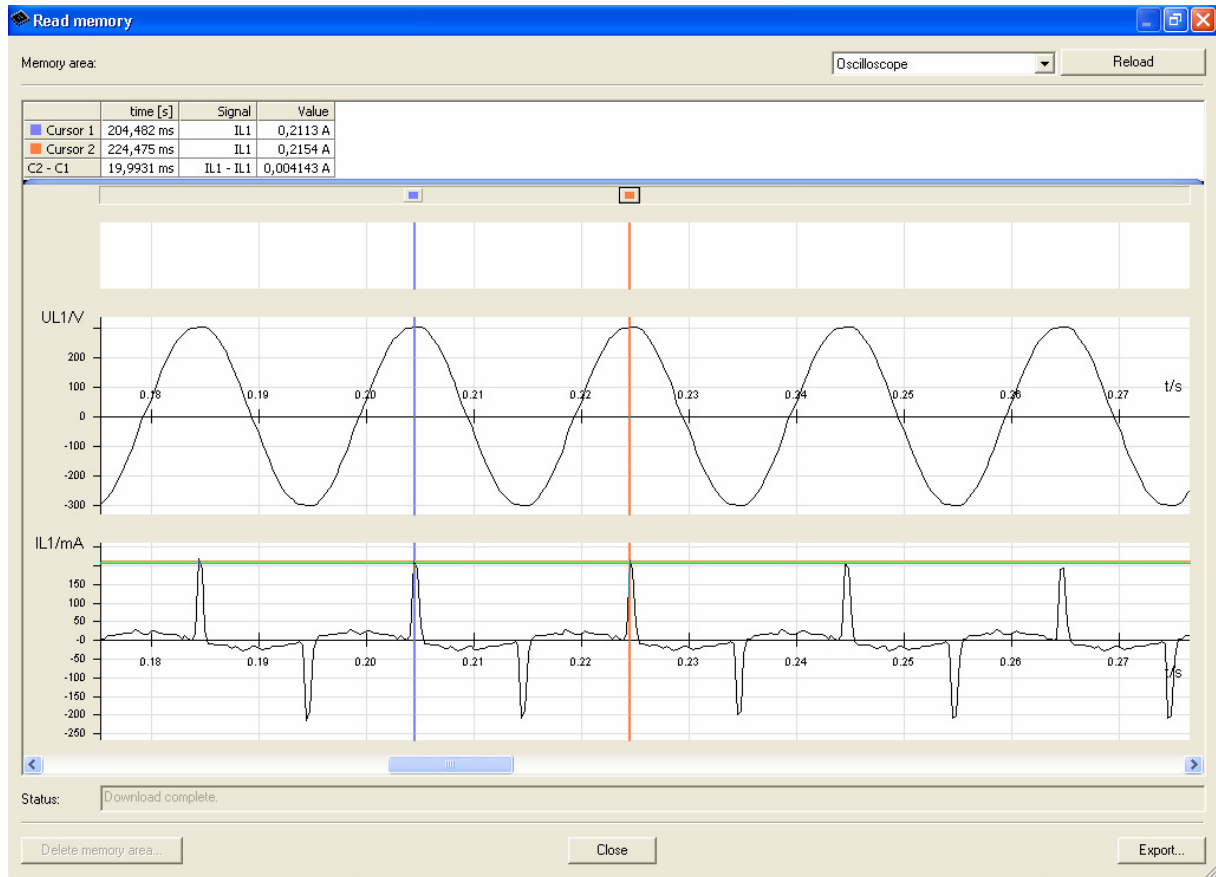 Read memory
Memory area: Oscilloscope Reload
time [s] Signal Value
Cursor 1 204,482 ms IL1 0,2113 A
Cursor 2 224,475 ms IL1 0,2154 A
C2 - C1 19,9931 ms IL1 - IL1 0,004143 A
UL1/V
200
100
0.18 0.19 0.20 0.21 0.22 0.23 0.24 0.25 0.26 0.27 t/s
0
-100
-200
-300
IL1/mA
150
100
50
-0
-50
0.18 0.19 0.20 0.21 0.22 0.23 0.24 0.25 0.26 0.27 t/s
-100
-150
-200
-250
Status: Download complete.
Delete memory area... Close Export...